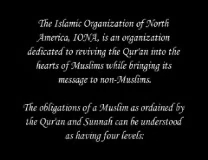 The Islamic Organization of North
America, IONA, is an organization
dedicated to reviving the Qur'an into the
hearts of Muslims while bringing its
message to non-Muslims.
The obligations of a Muslim as ordained by
the Qur'an and Sunnah can be understood
as having four levels: